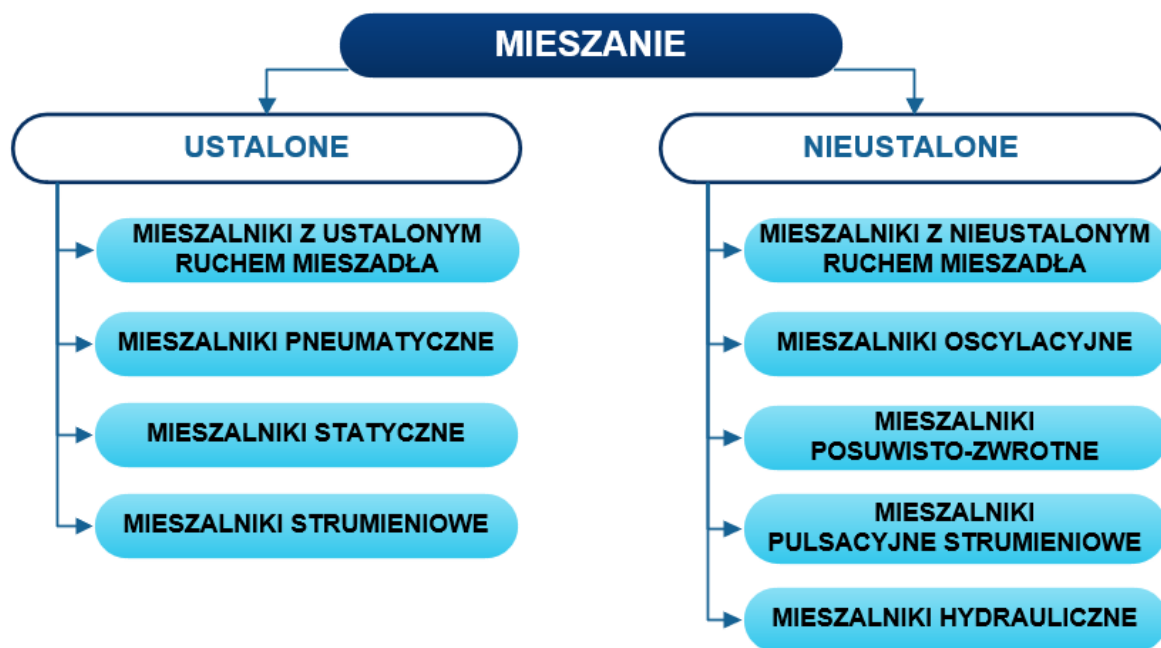 MIESZANIE
USTALONE
MIESZALNIKI Z USTALONYM
RUCHEM MIESZADŁA
MIESZALNIKI PNEUMATYCZNE
MIESZALNIKI STATYCZNE
MIESZALNIKI STRUMIENIOWE
NIEUSTALONE
MIESZALNIKI Z NIEUSTALONYM
RUCHEM MIESZADŁA
MIESZALNIKI OSCYLACYJNE
MIESZALNIKI
POSUWISTO-ZWROTNE
MIESZALNIKI
PULSACYJNE STRUMIENIOWE
MIESZALNIKI HYDRAULICZNE